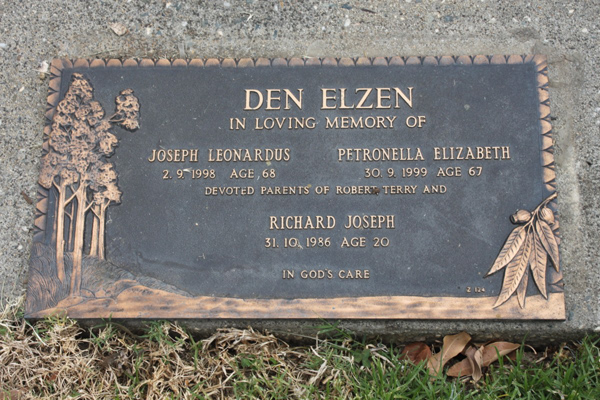 DEN ELZEN
IN LOVING MEMORY OF
JOSEPH LEONARDUS PETRONELLA ELIZABETH
2. 9. 1998 AGE 68 30. 9. 1999 AGE 67
DEVOTED PARENTS OF ROBERT, TERRY AND
RICHARD JOSEPH
31. 10. 1986 AGE 20
IN GOD'S CARE
Z 124